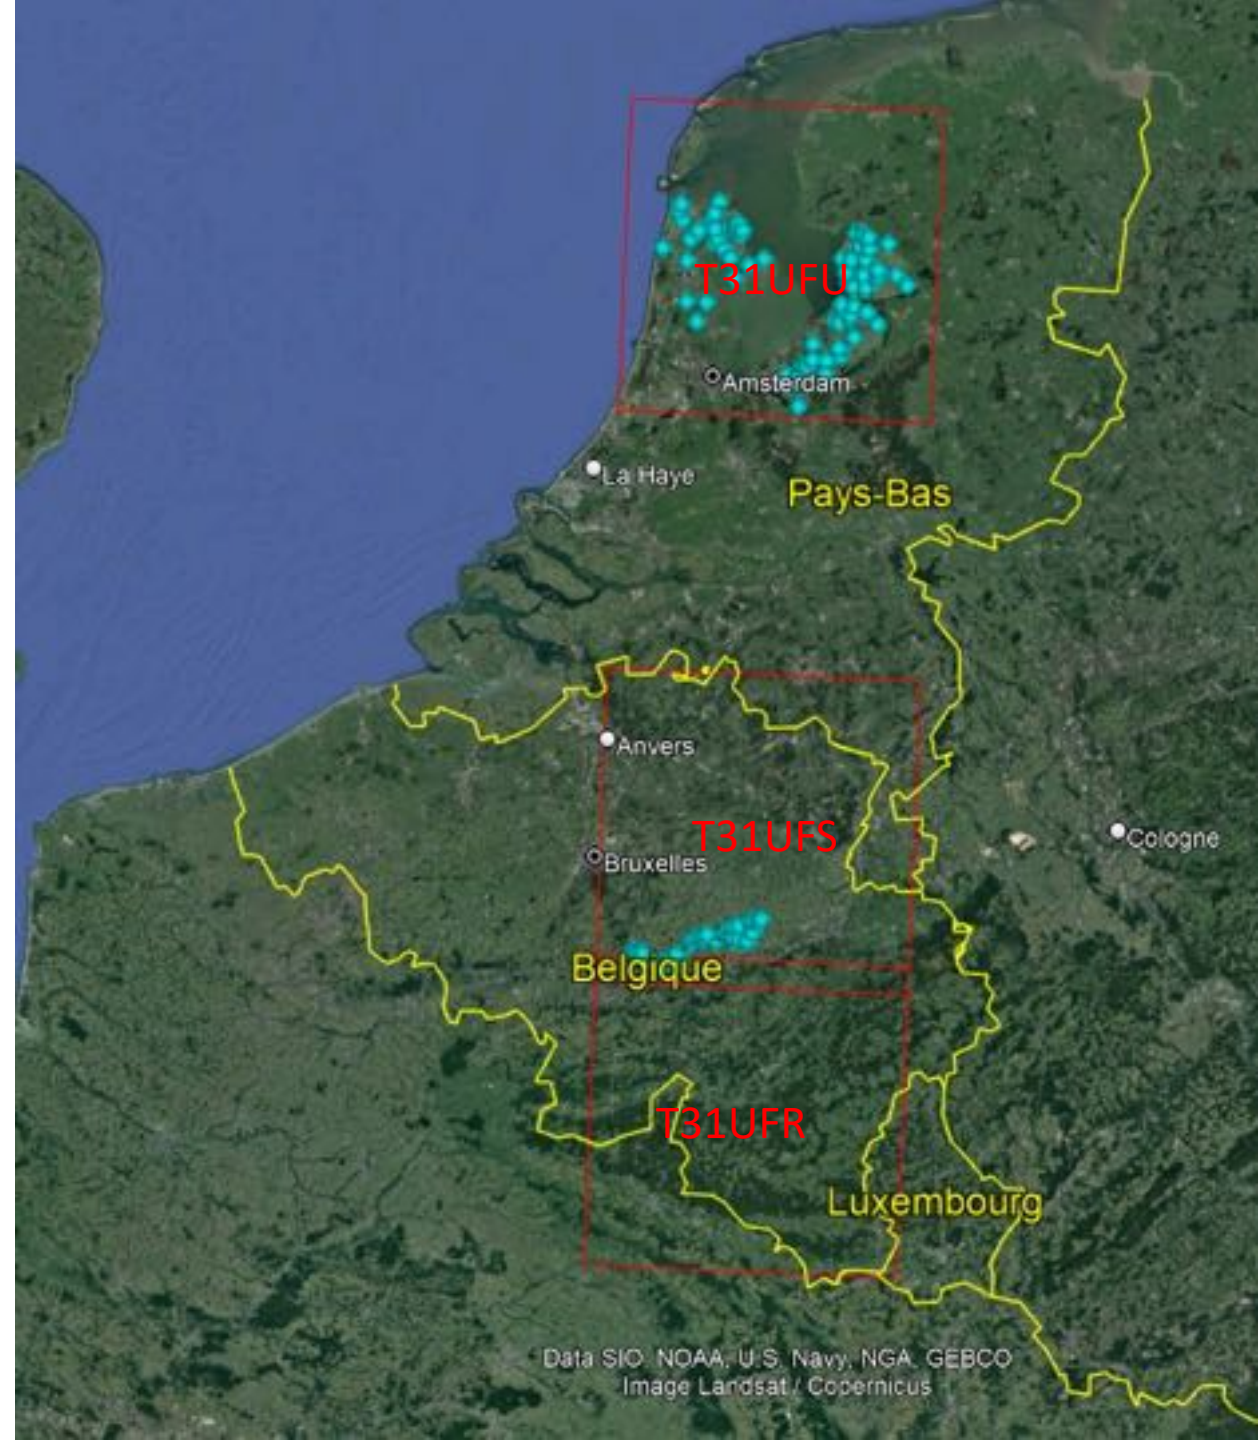 T31UFU
Amsterdam
La Haye
Pays-Bas
Anvers
T31UFS
Cologne
Bruxelles
Belgique
T31UFR
Luxembourg
Data SIO, NOAA, U.S. Navy, NGA, GEBCO
Image Landsat / Copernicus